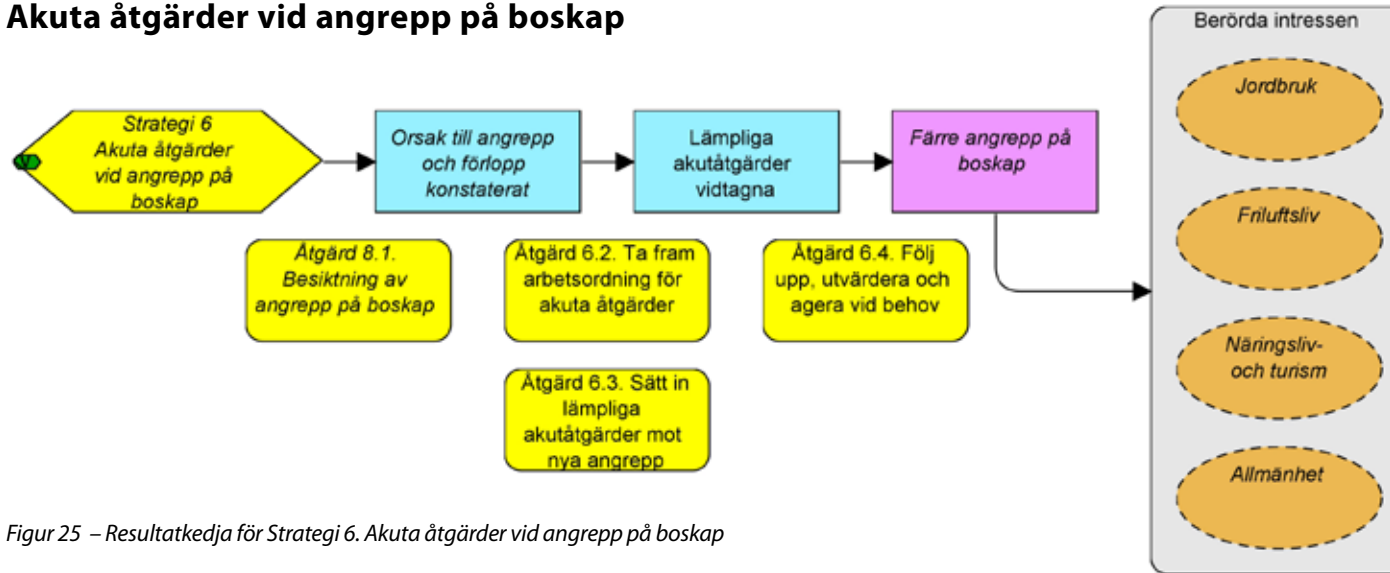 Akuta åtgärder vid angrepp på boskap
Strategi 6
Akuta åtgärder
vid angrepp på
boskap
Orsak till angrepp
och förlopp
konstaterat
Lämpliga
akutåtgärder
vidtagna
Färre angrepp på
boskap
Åtgärd 8.1.
Besiktning av
angrepp på boskap
Åtgärd 6.2. Ta fram
arbetsordning för
akuta åtgärder
Åtgärd 6.3. Sätt in
lämpliga
akutåtgärder mot
nya angrepp
Åtgärd 6.4. Följ
upp, utvärdera och
agera vid behov
Berörda intressen
Jordbruk
Friluftsliv
Näringsliv-
och turism
Allmänhet
Figur 25 – Resultatkedja för Strategi 6. Akuta åtgärder vid angrepp på boskap